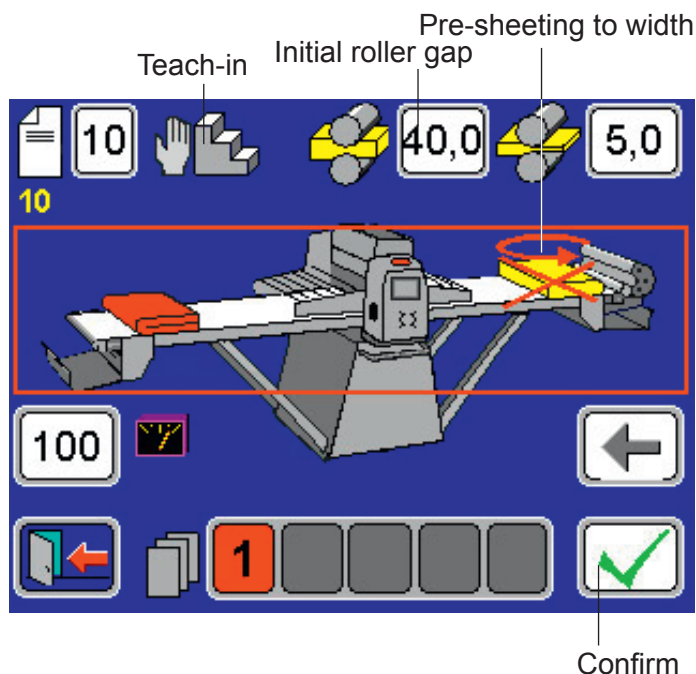 Pre-sheeting to width
Initial roller gap
Teach-in
10 40,0 5,0
10
100
1
Confirm